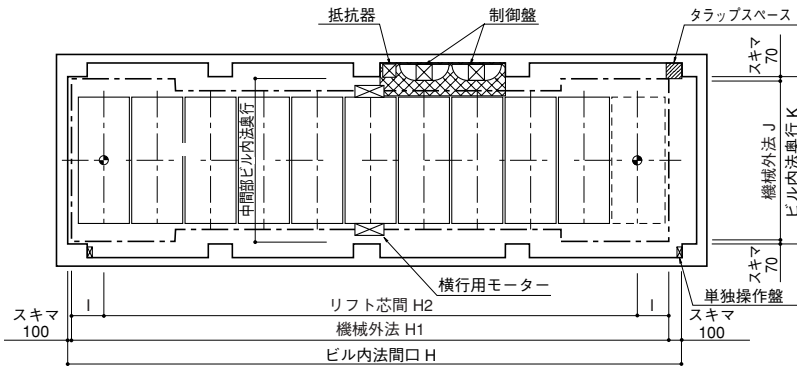 抵抗器
制御盤
タラップスペース
スキマ
70
機械外法 J
ビル内法奥行 K
中間部ビル内法奥行
スキマ
70
横行用モーター
単独操作盤
スキマ
100
I
リフト芯間 H2
I
スキマ
100
機械外法 H1
ビル内法間口 H